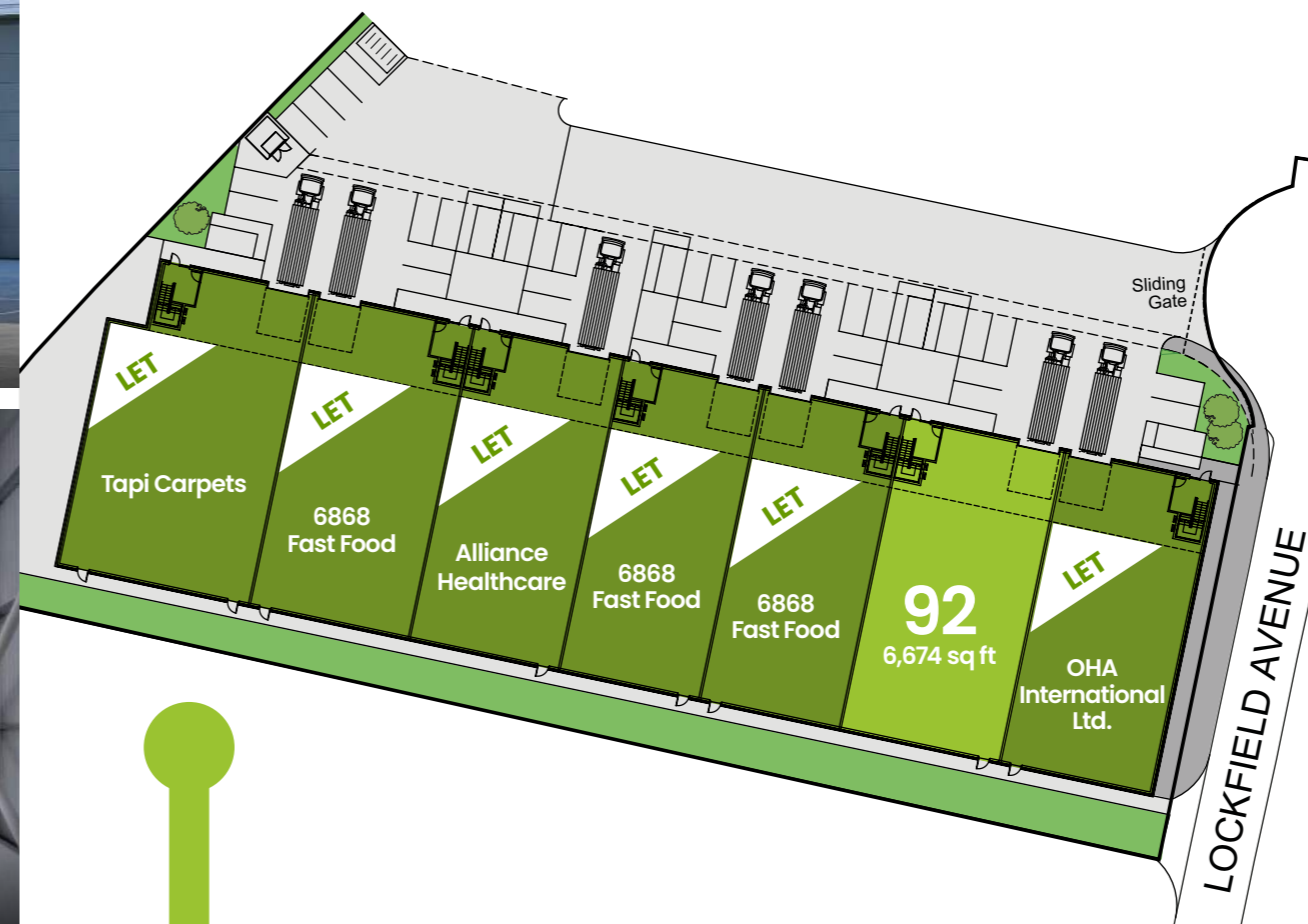 Sliding
Gate
LET
Tapi Carpets
LET
6868
Fast Food
LET
Alliance
Healthcare
LET
6868
Fast Food
LET
6868
Fast Food
92
6,674 sq ft
LET
OHA
International
Ltd.
LOCKFIELD AVENUE